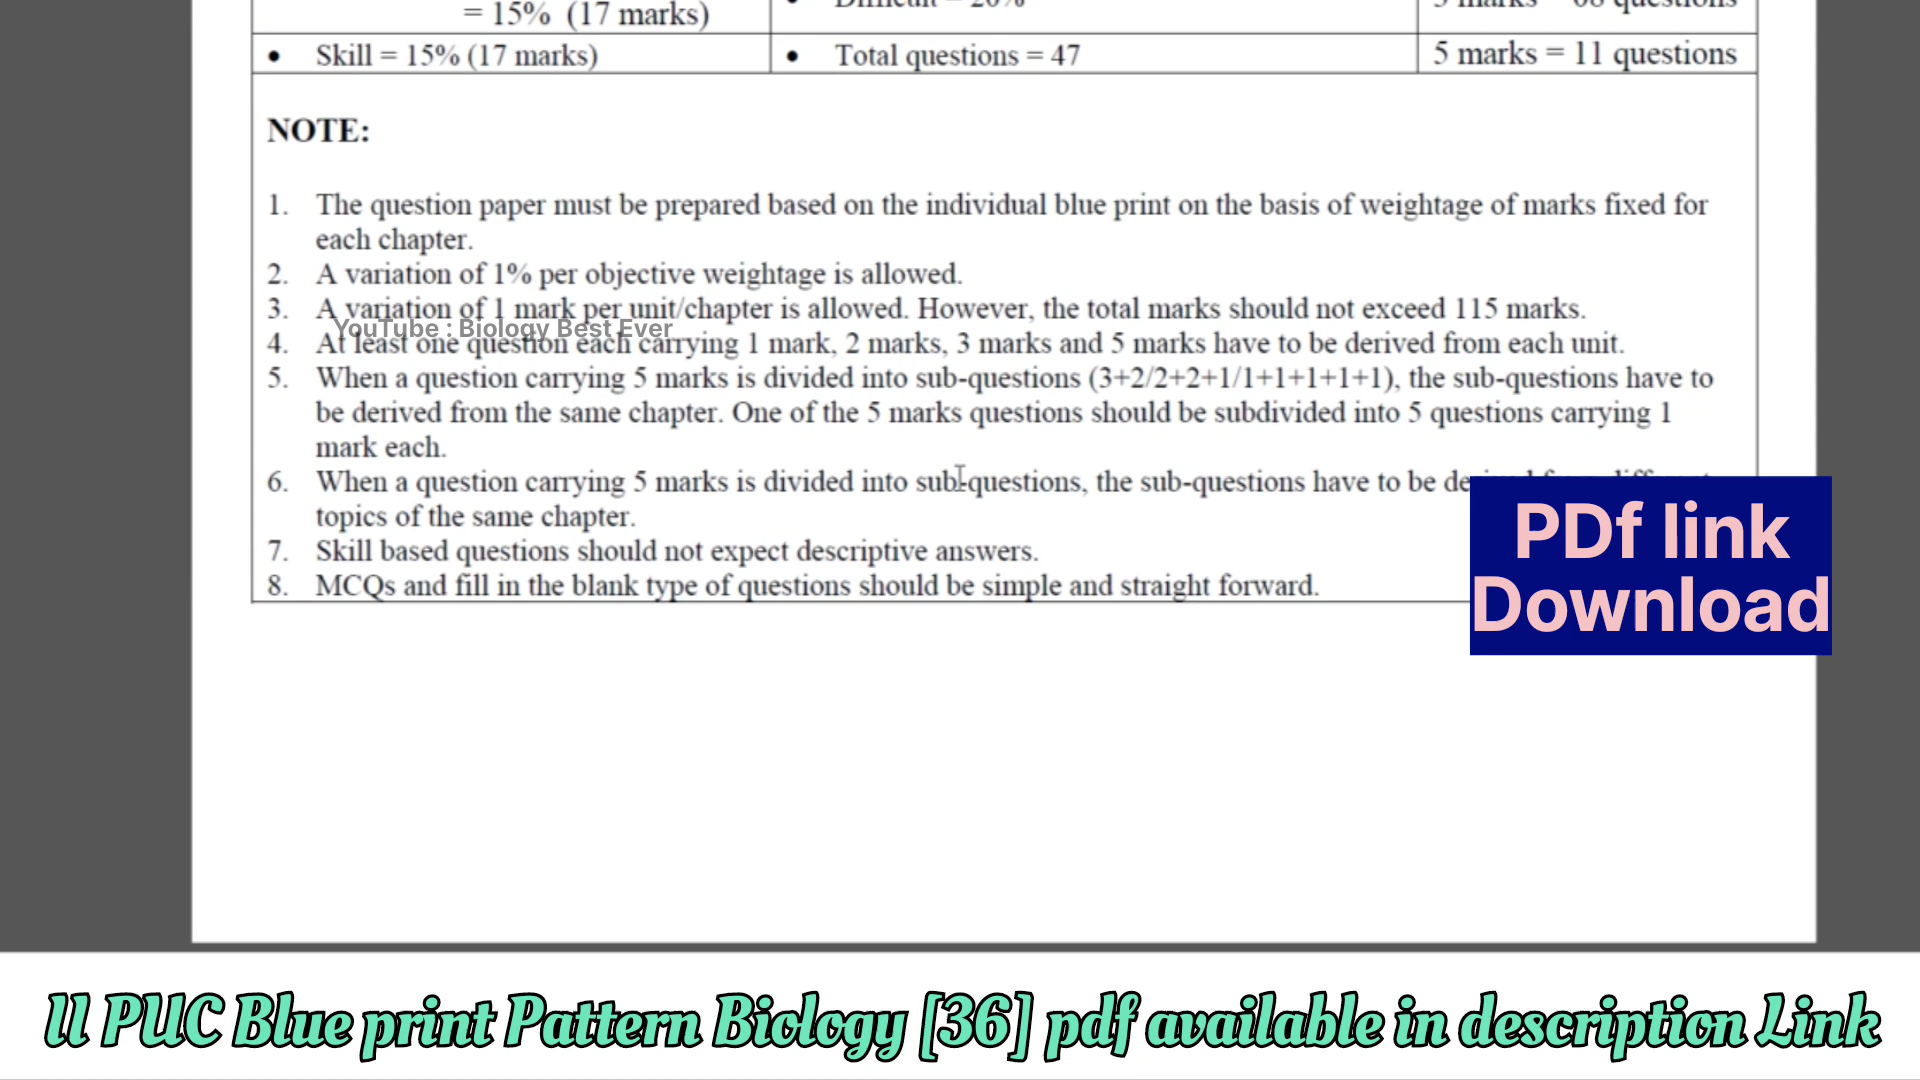 = 15% (17 marks)
Difficult = 20%
• Skill = 15% (17 marks)
• Total questions = 47
5 marks = 11 questions
NOTE:
1. The question paper must be prepared based on the individual blue print on the basis of weightage of marks fixed for
each chapter.
2. A variation of 1% per objective weightage is allowed.
3. A variation of 1 mark per unit/chapter is allowed. However, the total marks should not exceed 115 marks.
YouTube : Biology Best Ever
4. At least one question each carrying 1 mark, 2 marks, 3 marks and 5 marks have to be derived from each unit.
5. When a question carrying 5 marks is divided into sub-questions (3+2/2+2+1/1+1+1+1+1), the sub-questions have to
be derived from the same chapter. One of the 5 marks questions should be subdivided into 5 questions carrying 1
mark each.
6. When a question carrying 5 marks is divided into sub-questions, the sub-questions have to be
topics of the same chapter.
7. Skill based questions should not expect descriptive answers.
8. MCQs and fill in the blank type of questions should be simple and straight forward.
PDf link
Download
II PUC Blue print Pattern Biology [36] pdf available in description Link